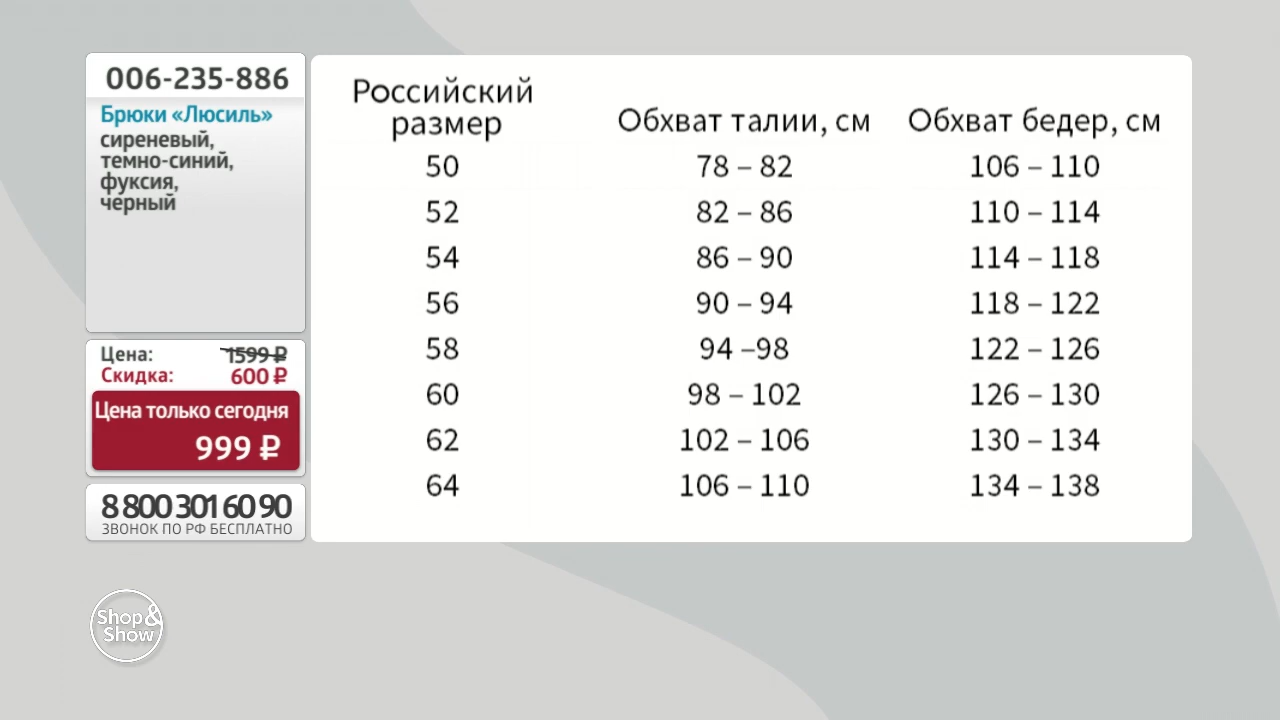 006-235-886
Брюки «Люсиль»
сиреневый,
темно-синий,
фуксия,
черный
Цена: 1599 ₽
Скидка: 600 ₽
Цена только сегодня
999 ₽
8 800 301 60 90
ЗВОНОК ПО РФ БЕСПЛАТНО
Shop&
Show
Российский
размер Обхват талии, см Обхват бедер, см
50 78 – 82 106 – 110
52 82 – 86 110 – 114
54 86 – 90 114 – 118
56 90 – 94 118 – 122
58 94 –98 122 – 126
60 98 – 102 126 – 130
62 102 – 106 130 – 134
64 106 – 110 134 – 138